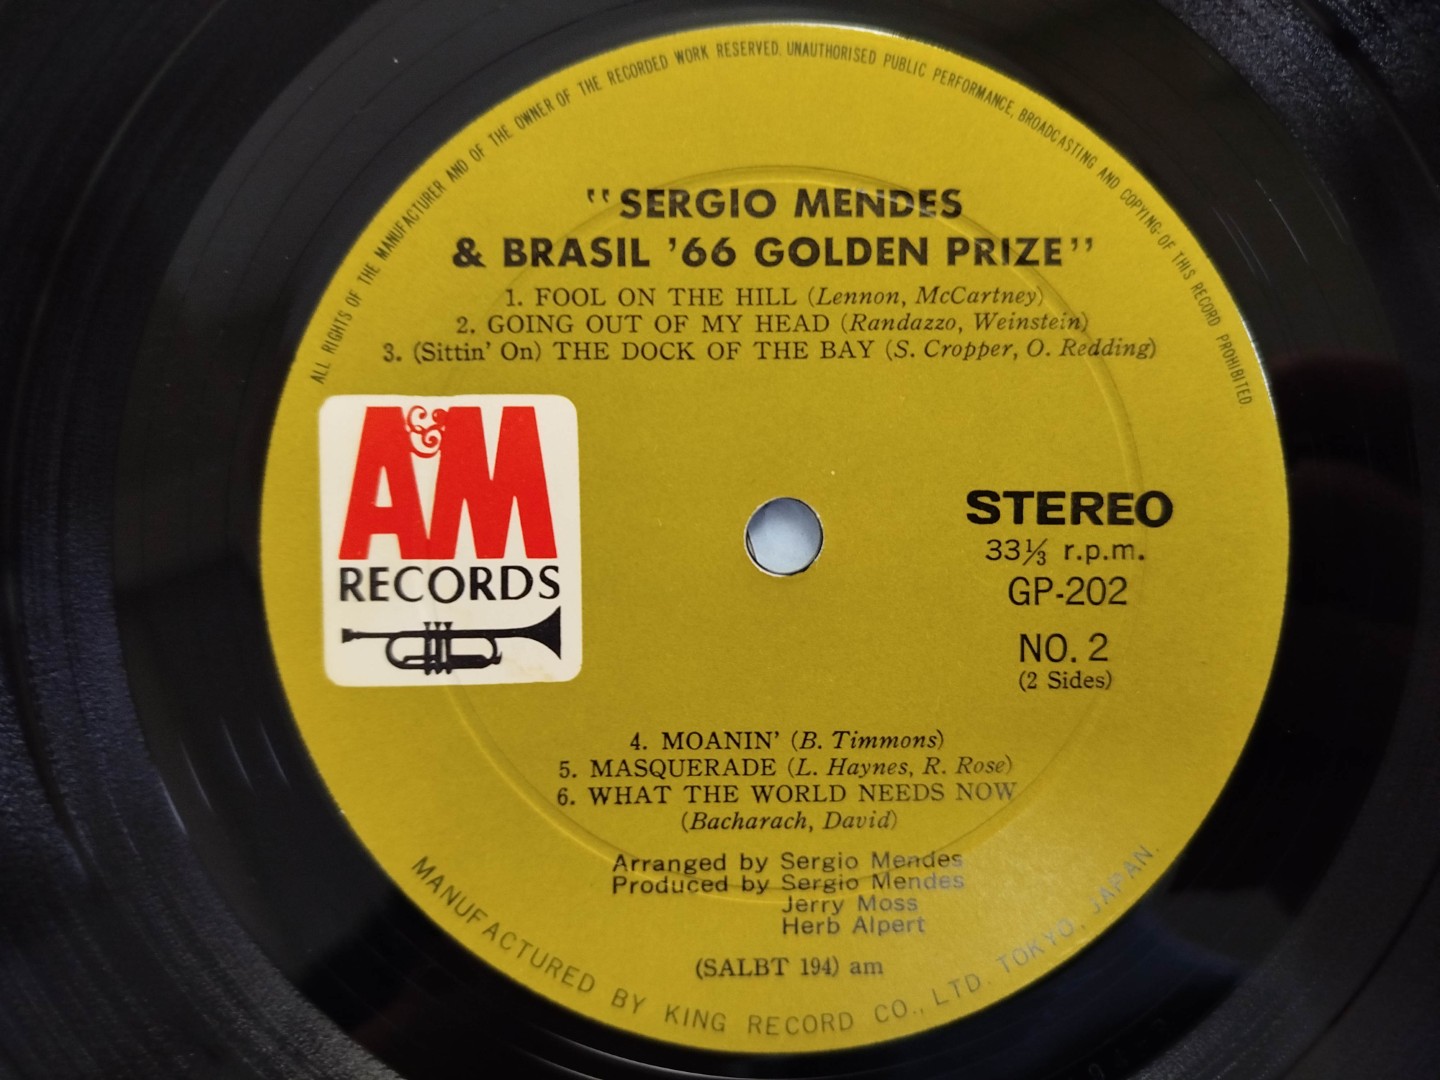 ALL RIGHTS OF THE MANUFACTURER AND OF THE OWNER OF THE RECORDED WORK RESERVED. UNAUTHORISED PUBLIC PERFORMANCE, BROADCASTING AND COPYING OF THIS RECORD PROHIBITED.
"SERGIO MENDES
& BRASIL '66 GOLDEN PRIZE"
1. FOOL ON THE HILL (Lennon, McCartney)
2. GOING OUT OF MY HEAD (Randazzo, Weinstein)
3. (Sittin' On) THE DOCK OF THE BAY (S. Cropper, O. Redding)
A&M
RECORDS
STEREO
33⅓ r.p.m.
GP-202
NO. 2
(2 Sides)
4. MOANIN' (B. Timmons)
5. MASQUERADE (L. Haynes, R. Rose)
6. WHAT THE WORLD NEEDS NOW
(Bacharach, David)
Arranged by Sergio Mendes
Produced by Sergio Mendes
Jerry Moss
Herb Alpert
(SALBT 194) am
MANUFACTURED BY KING RECORD CO., LTD. TOKYO, JAPAN.